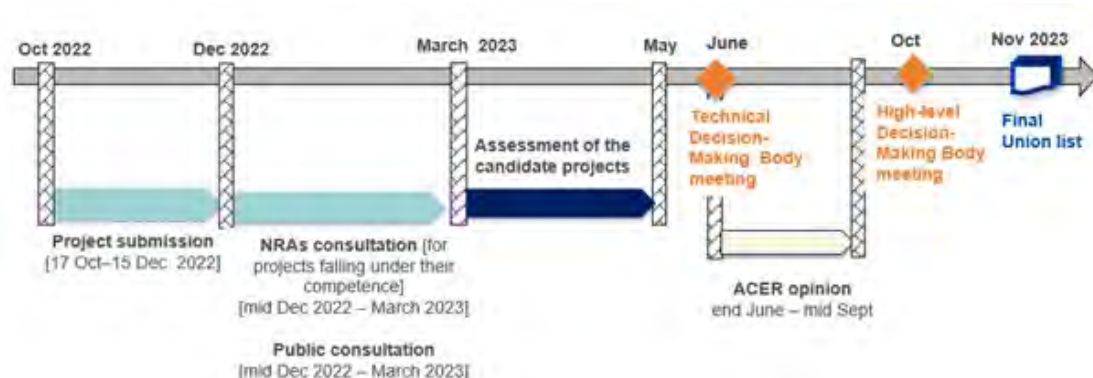 Oct 2022
Dec 2022
March 2023
May
June
Oct
Nov 2023
Technical
Decision-
Making Body
meeting
High-level
Decision-
Making Body
meeting
Final
Union list
Assessment of the
candidate projects
Project submission
[17 Oct–15 Dec 2022]
NRAs consultation [for
projects falling under their
competence]
[mid Dec 2022 – March 2023]
Public consultation
[mid Dec 2022 – March 2023]
ACER opinion
end June – mid Sept